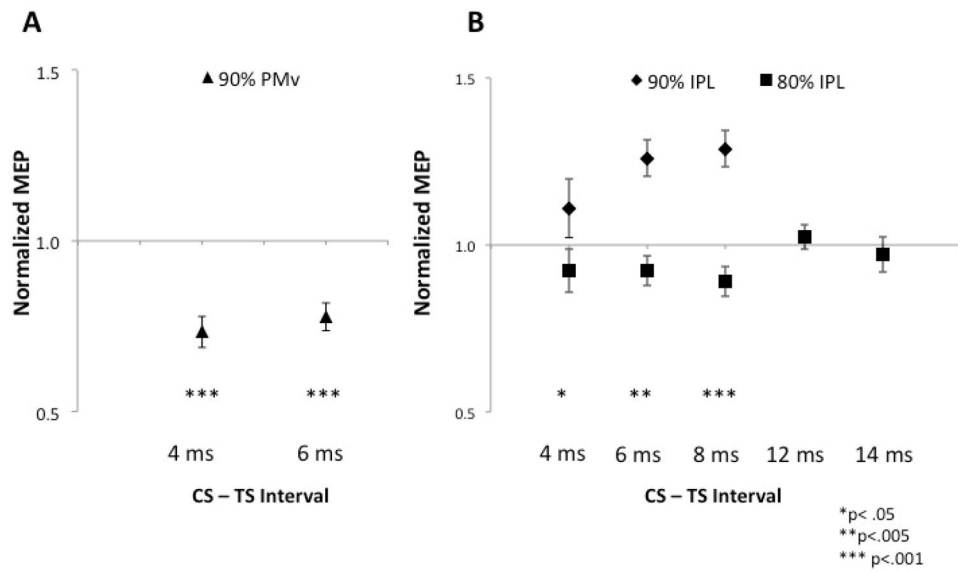 A
B
1.5
▲ 90% PMv
Normalized MEP
1.0
0.5
*** ***
4 ms 6 ms
CS – TS Interval
1.5
◆ 90% IPL ■ 80% IPL
Normalized MEP
1.0
0.5
* ** ***
4 ms 6 ms 8 ms 12 ms 14 ms
CS – TS Interval
*p< .05
**p<.005
*** p<.001